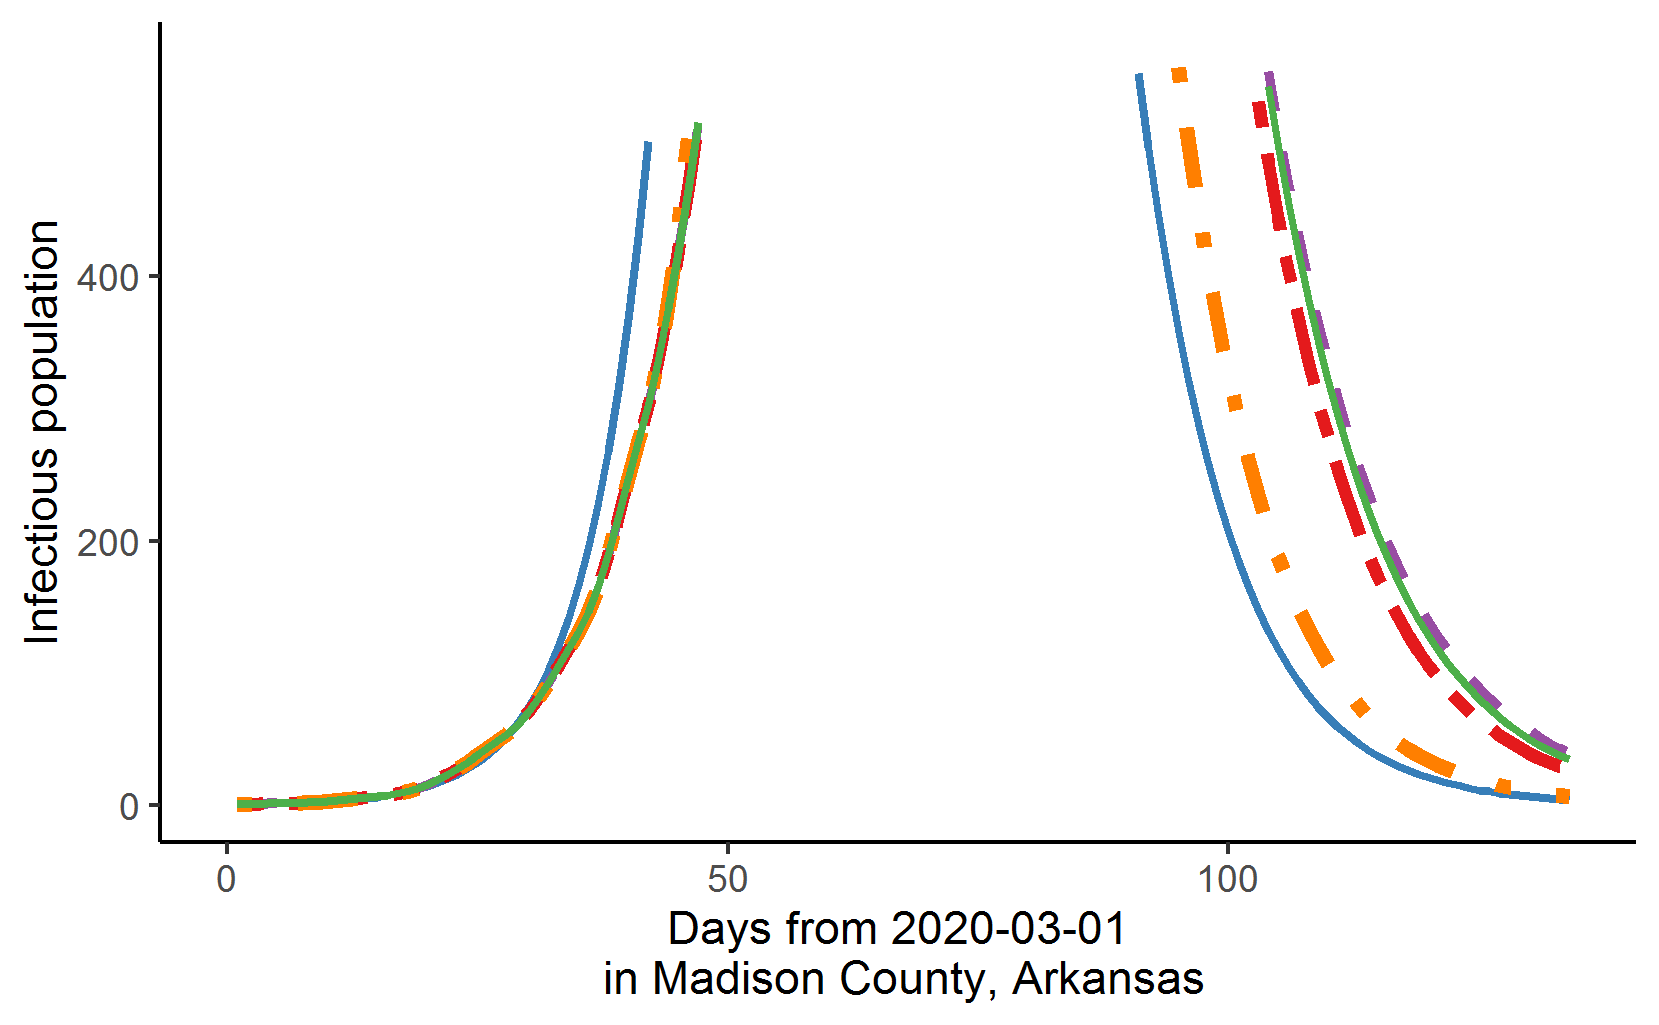 Infectious population
400
200
0
0 50 100
Days from 2020-03-01
in Madison County, Arkansas